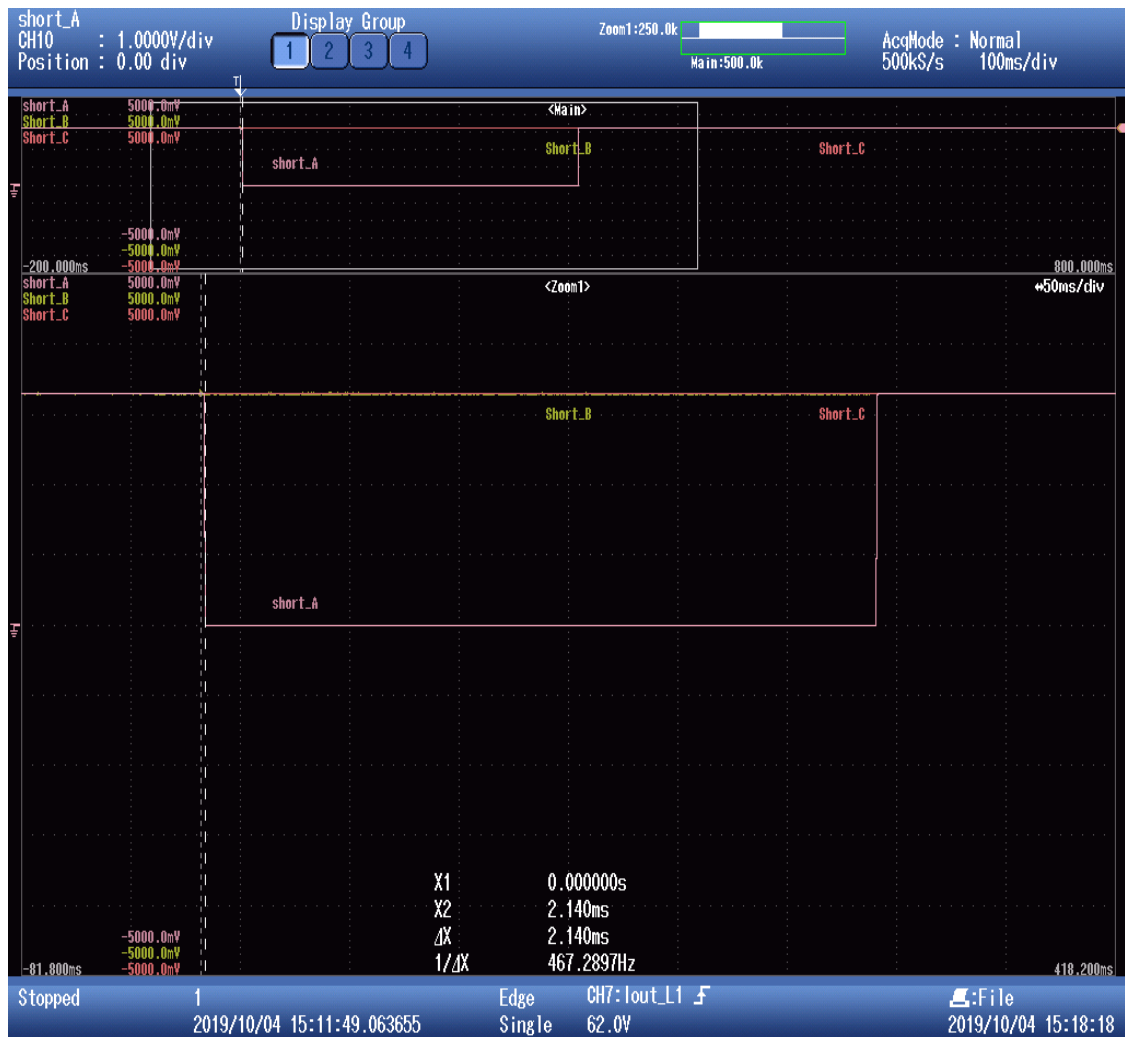 short_A
CH10 : 1.0000V/div
Position : 0.00 div
Display Group
1 2 3 4
Zoom1:250.0k
Main:500.0k
AcqMode : Normal
500kS/s 100ms/div
T
short_A 5000.0mV
Short_B 5000.0mV
Short_C 5000.0mV
<Main>
Short_B
Short_C
short_A
-5000.0mV
-5000.0mV
-200.000ms -5000.0mV 800.000ms
short_A 5000.0mV
Short_B 5000.0mV
Short_C 5000.0mV
<Zoom1>
↔50ms/div
Short_B
Short_C
short_A
X1 0.000000s
X2 2.140ms
⊿X 2.140ms
1/⊿X 467.2897Hz
-5000.0mV
-5000.0mV
-81.800ms -5000.0mV 418.200ms
Stopped 1 Edge CH7:Iout_L1 :File
2019/10/04 15:11:49.063655 Single 62.0V 2019/10/04 15:18:18